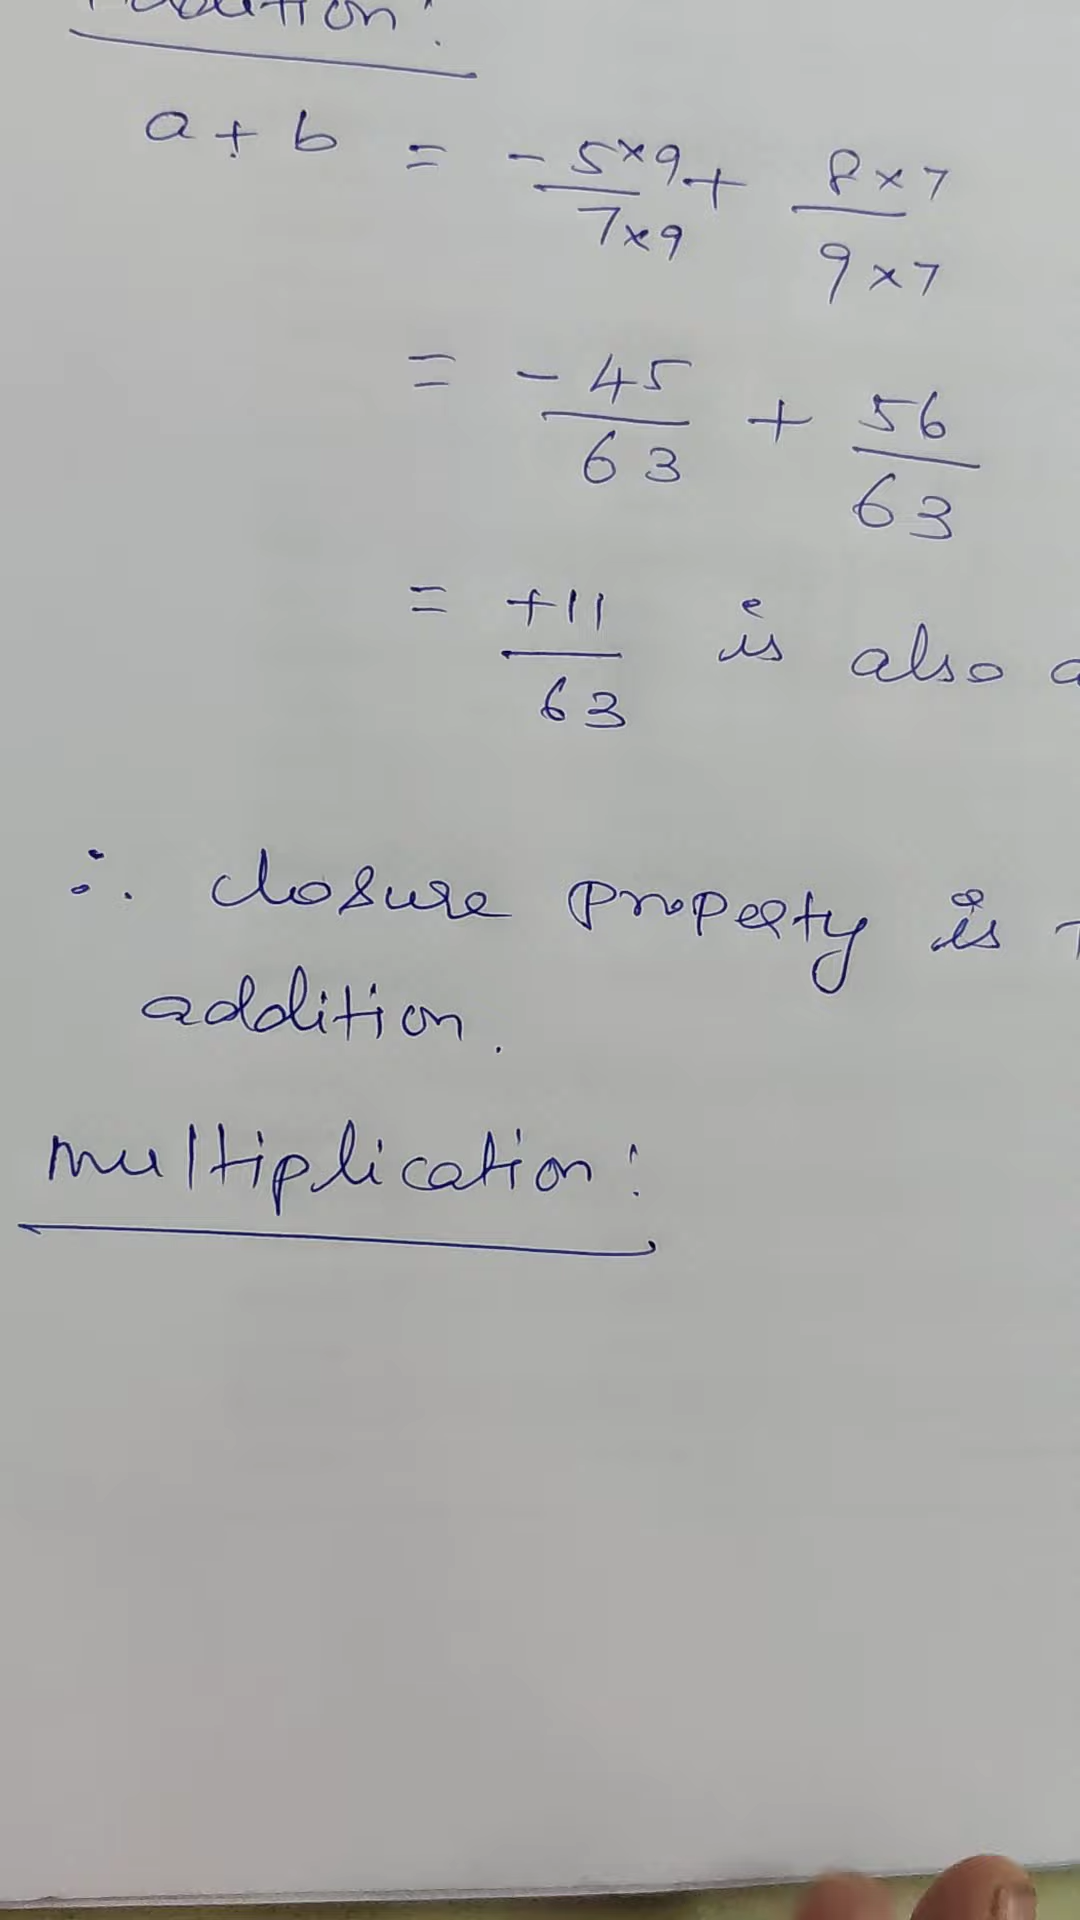 addition:
a + b = - 5×9/7×9 + 8×7/9×7
= - 45/63 + 56/63
= +11/63 is also a
∴ closure property is
addition.
multiplication: